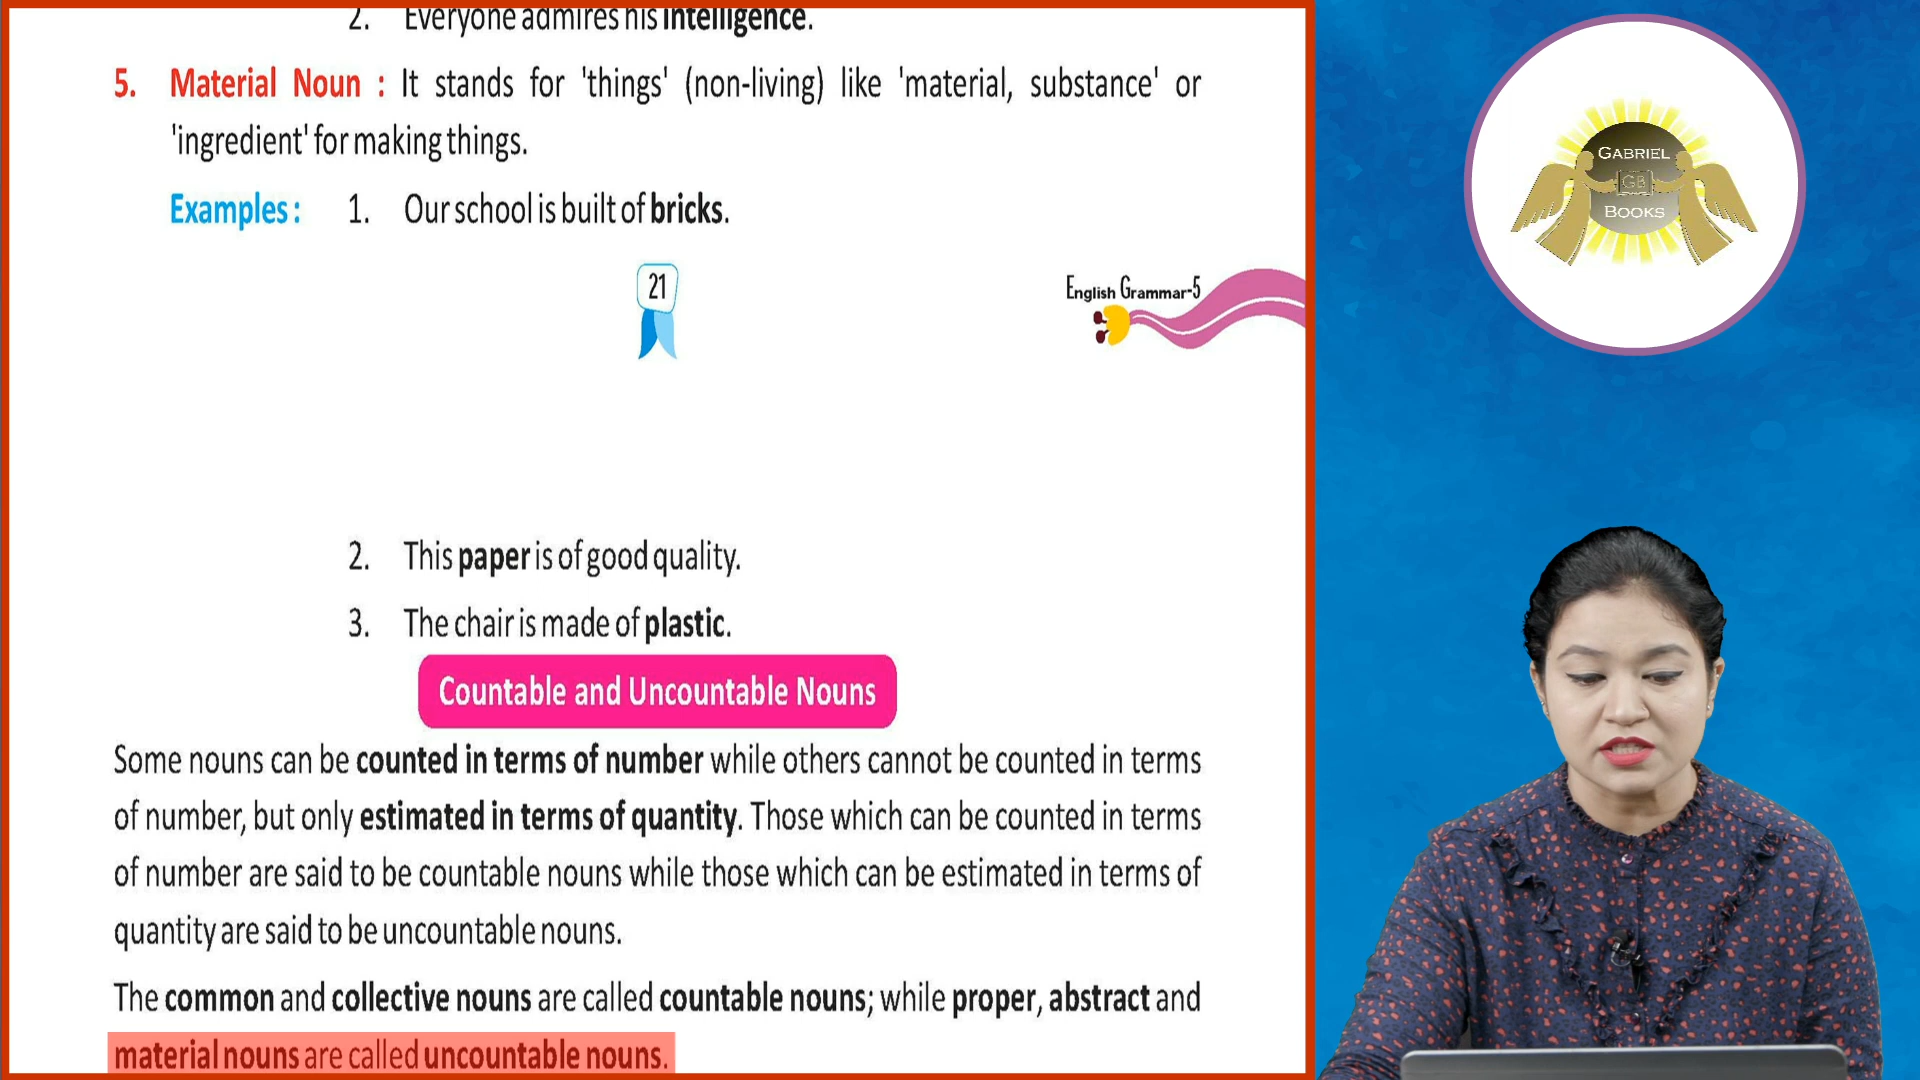 2. Everyone admires his intelligence.
5. Material Noun : It stands for 'things' (non-living) like 'material, substance' or
'ingredient' for making things.
Examples : 1. Our school is built of bricks.
21
English Grammar-5
2. This paper is of good quality.
3. The chair is made of plastic.
Countable and Uncountable Nouns
Some nouns can be counted in terms of number while others cannot be counted in terms
of number, but only estimated in terms of quantity. Those which can be counted in terms
of number are said to be countable nouns while those which can be estimated in terms of
quantity are said to be uncountable nouns.
The common and collective nouns are called countable nouns; while proper, abstract and
material nouns are called uncountable nouns.
GABRIEL
GB
BOOKS